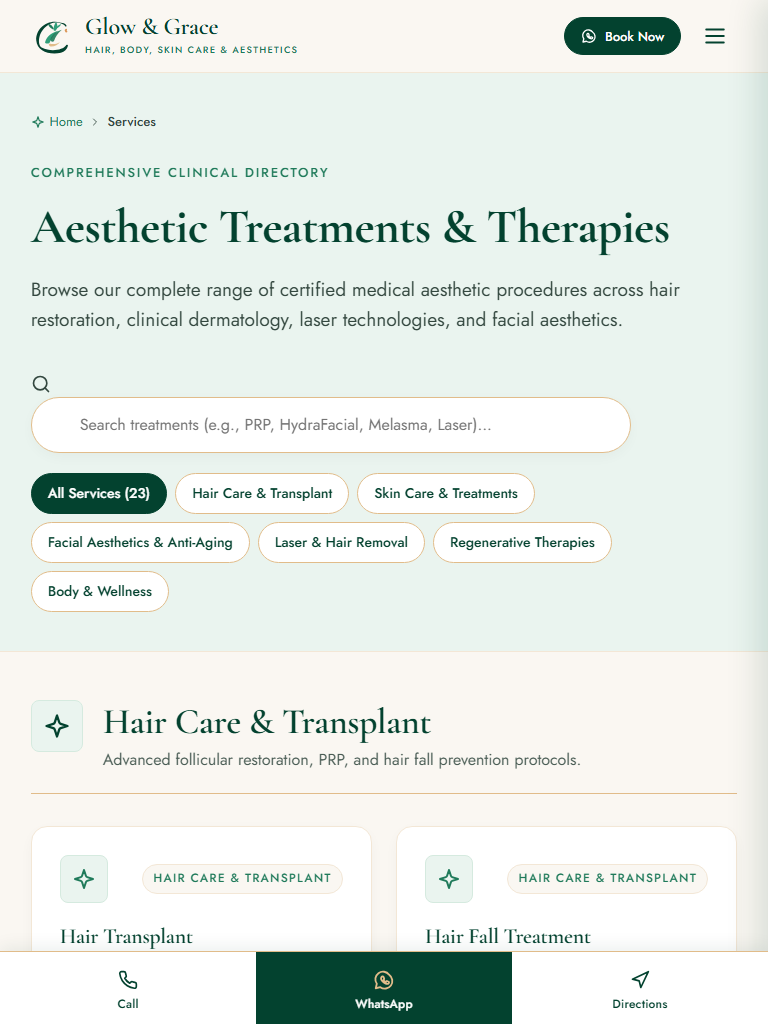 Glow & Grace
HAIR, BODY, SKIN CARE & AESTHETICS
Book Now
Home
Services
COMPREHENSIVE CLINICAL DIRECTORY
Aesthetic Treatments & Therapies
Browse our complete range of certified medical aesthetic procedures across hair
restoration, clinical dermatology, laser technologies, and facial aesthetics.
Search treatments (e.g., PRP, HydraFacial, Melasma, Laser)...
All Services (23)
Hair Care & Transplant
Skin Care & Treatments
Facial Aesthetics & Anti-Aging
Laser & Hair Removal
Regenerative Therapies
Body & Wellness
Hair Care & Transplant
Advanced follicular restoration, PRP, and hair fall prevention protocols.
HAIR CARE & TRANSPLANT
Hair Transplant
HAIR CARE & TRANSPLANT
Hair Fall Treatment
Call
WhatsApp
Directions